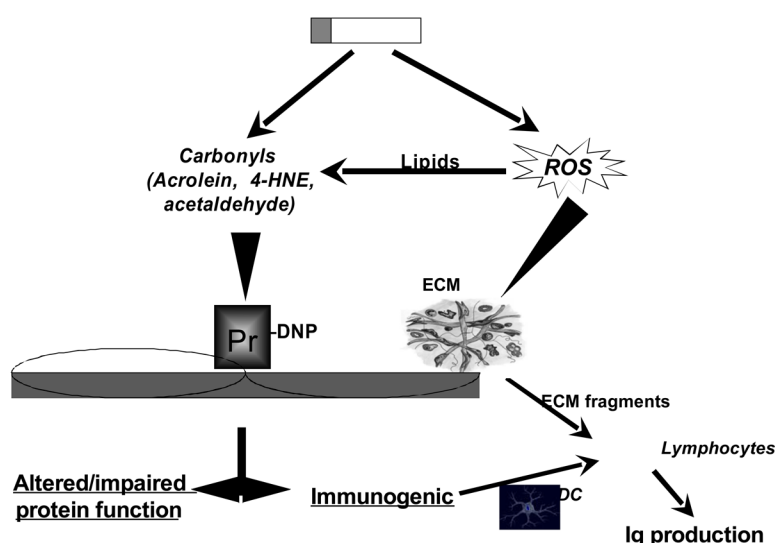 Carbonyls
(Acrolein, 4-HNE,
acetaldehyde)
Lipids
ROS
ECM
Pr
-DNP
ECM fragments
Lymphocytes
Altered/impaired
protein function
Immunogenic
DC
Ig production